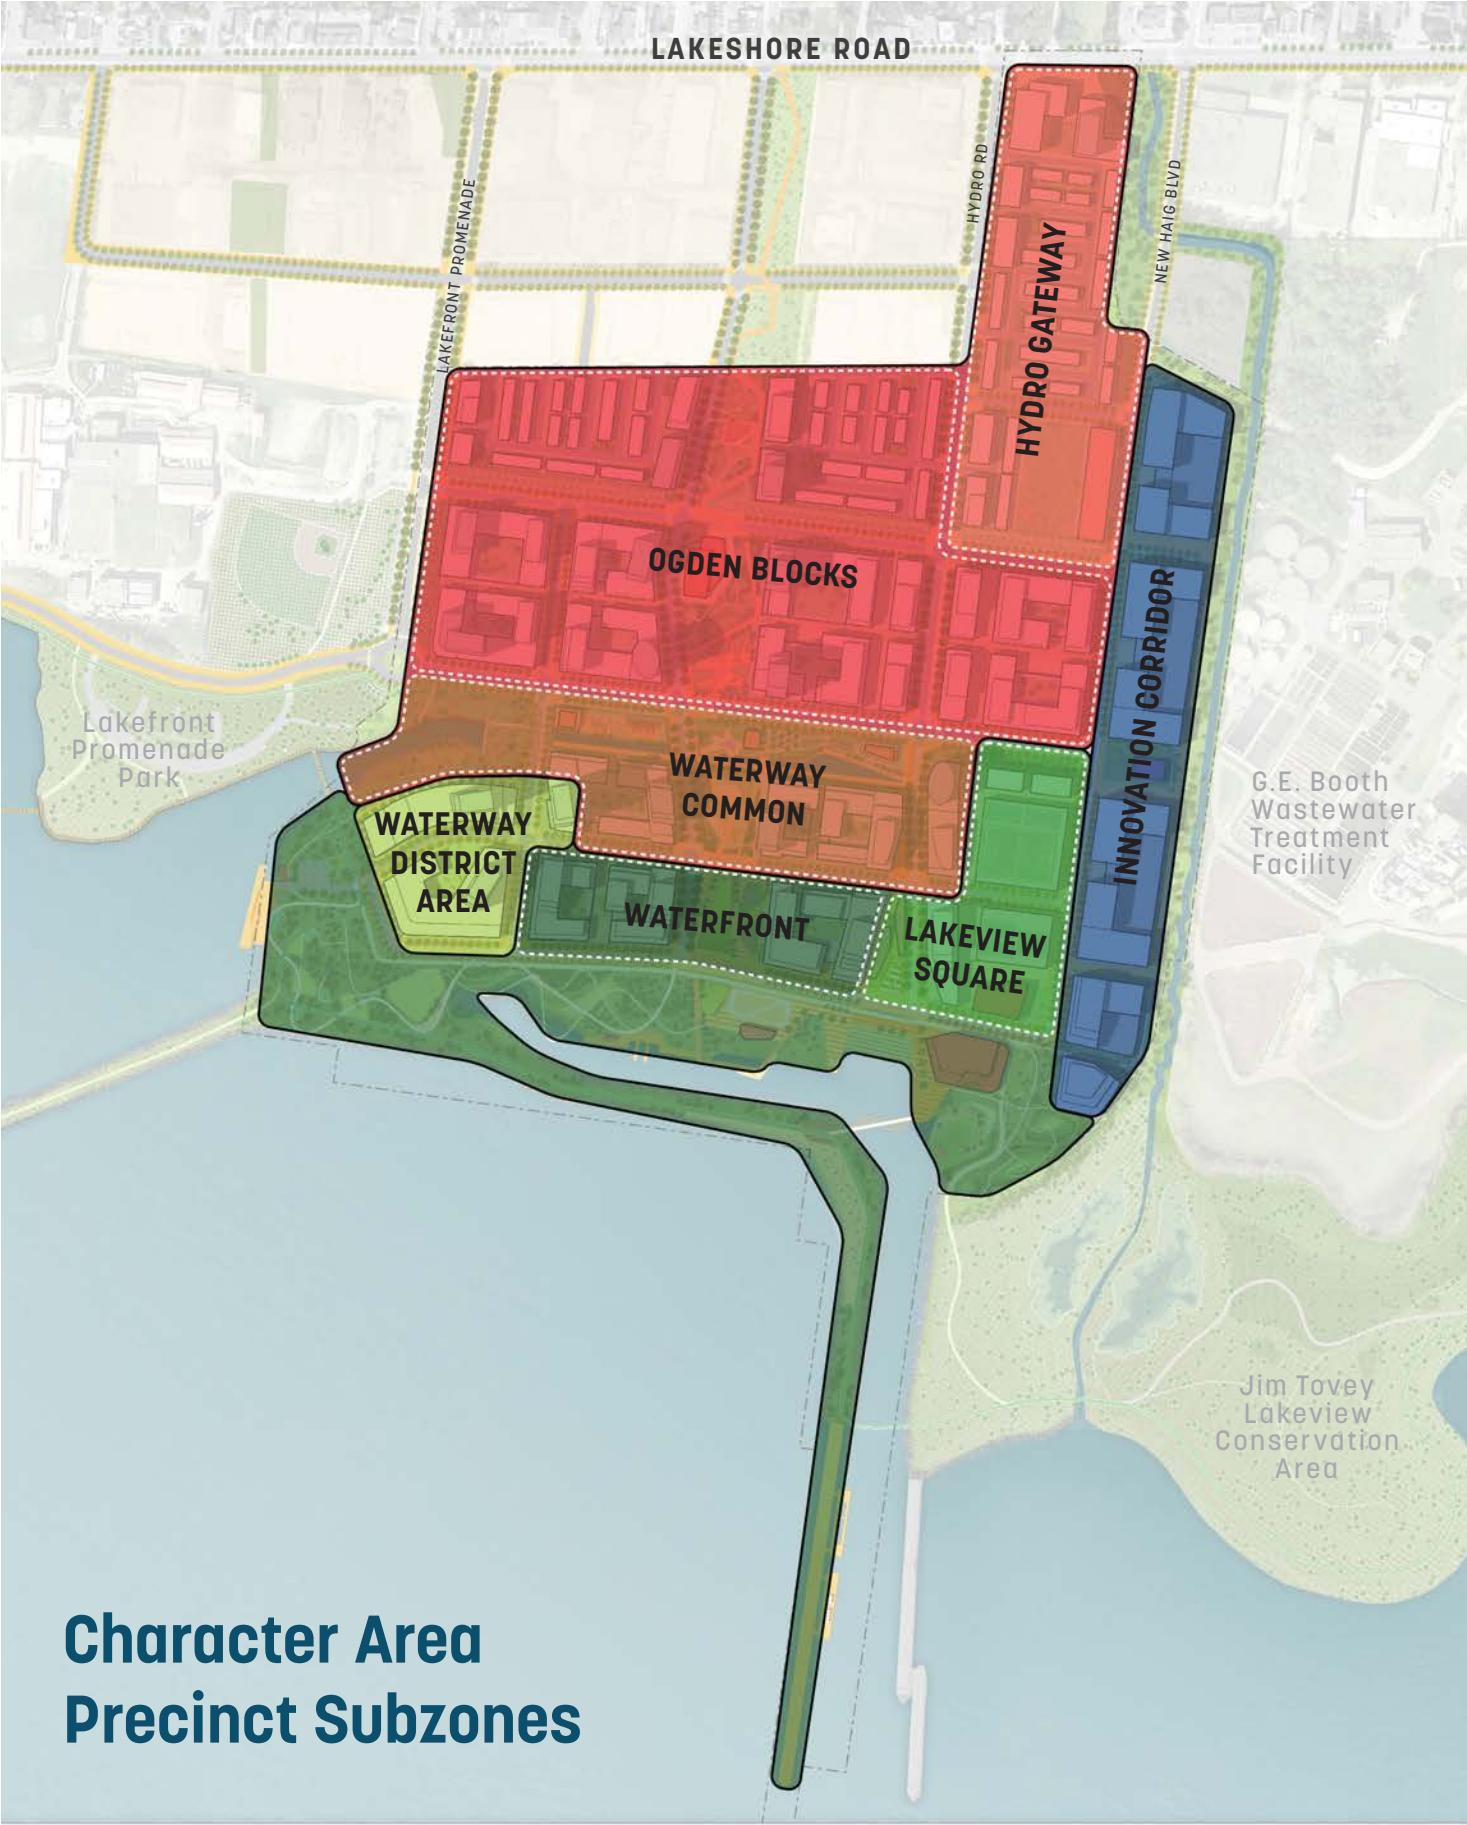 LAKESHORE ROAD
HYDRO RD
NEW HAIG BLVD
LAKEFRONT PROMENADE
HYDRO GATEWAY
OGDEN BLOCKS
INNOVATION CORRIDOR
Lakefront
Promenade
Park
WATERWAY
COMMON
G.E. Booth
Wastewater
Treatment
Facility
WATERWAY
DISTRICT
AREA
WATERFRONT
LAKEVIEW
SQUARE
Jim Tovey
Lakeview
Conservation
Area
Character Area
Precinct Subzones